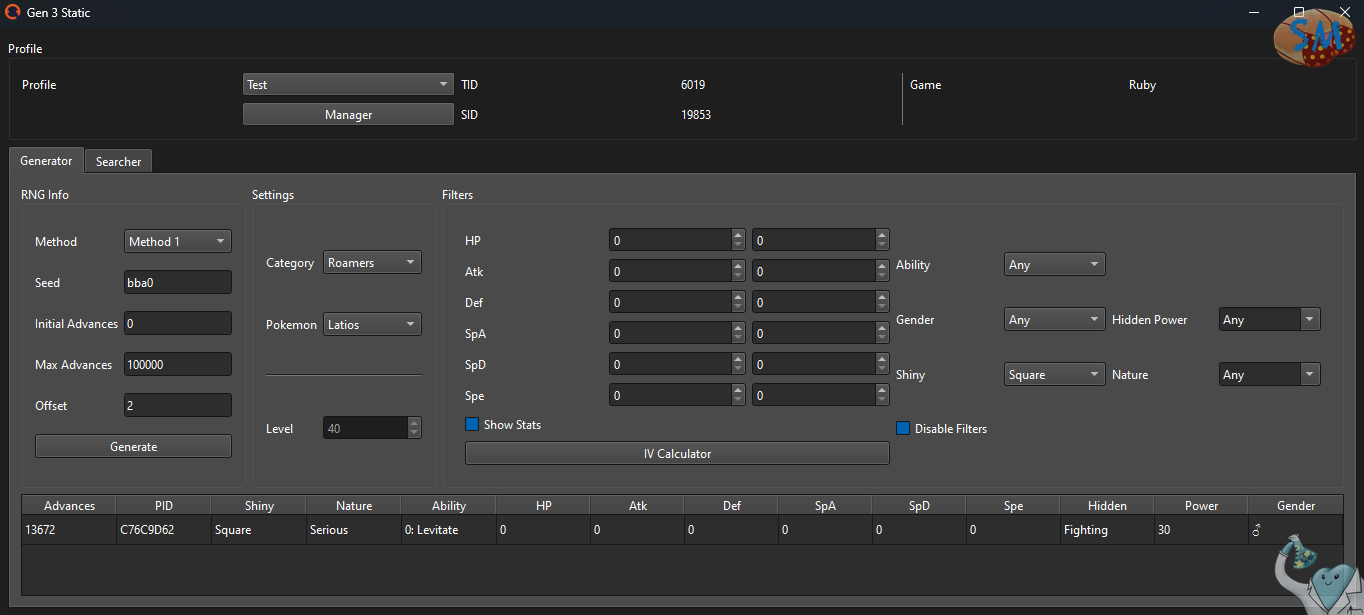 Gen 3 Static
SM
Profile
Profile Test TID 6019 Game Ruby
Manager SID 19853
Generator Searcher
RNG Info Settings Filters
Method Method 1 HP 0 0
Category Roamers Ability Any
Seed bba0 Atk 0 0
Def 0 0
Initial Advances 0 Pokemon Latios Gender Any Hidden Power Any
SpA 0 0
Max Advances 100000 SpD 0 0
Shiny Square Nature Any
Offset 2 Spe 0 0
Level 40 Show Stats Disable Filters
Generate IV Calculator
Advances PID Shiny Nature Ability HP Atk Def SpA SpD Spe Hidden Power Gender
13672 C76C9D62 Square Serious 0: Levitate 0 0 0 0 0 0 Fighting 30 ♂